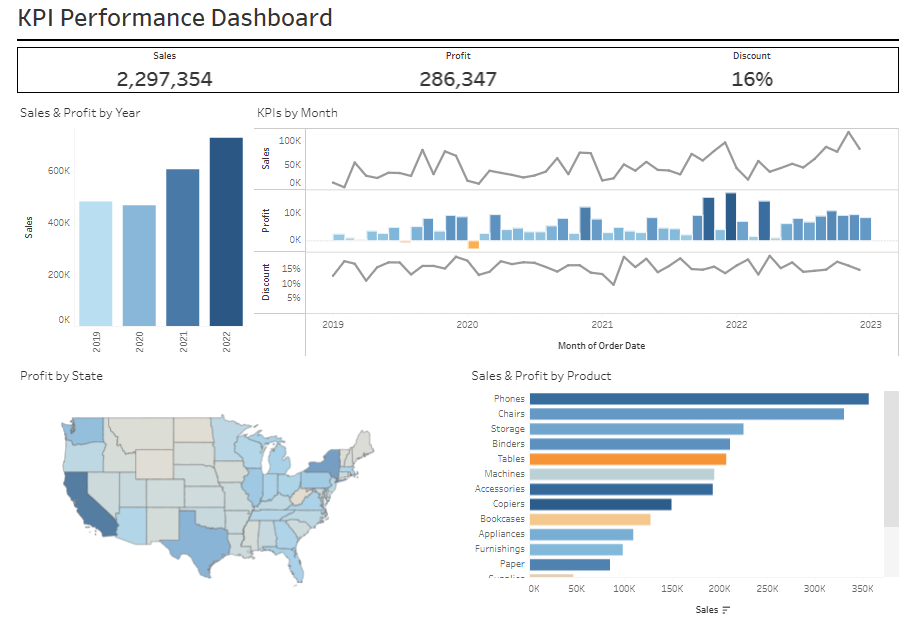 KPI Performance Dashboard
Sales Profit Discount
2,297,354 286,347 16%
Sales & Profit by Year
Sales
600K
400K
200K
0K
2019 2020 2021 2022
KPIs by Month
Sales
100K
50K
0K
Profit
10K
0K
Discount
15%
10%
5%
2019 2020 2021 2022 2023
Month of Order Date
Profit by State
Sales & Profit by Product
Phones
Chairs
Storage
Binders
Tables
Machines
Accessories
Copiers
Bookcases
Appliances
Furnishings
Paper
0K 50K 100K 150K 200K 250K 300K 350K
Sales